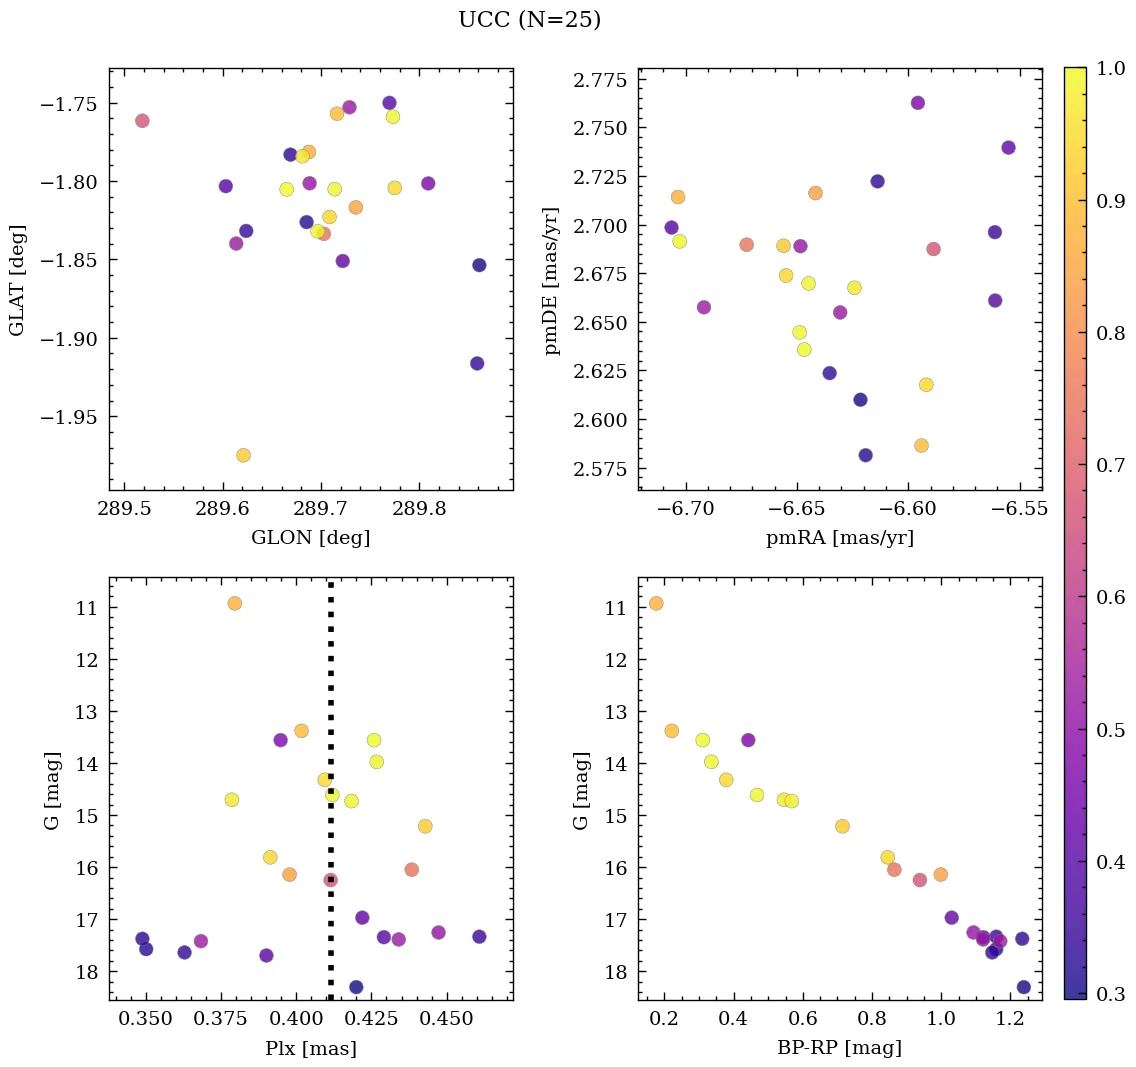 UCC (N=25)
−1.75
−1.80
−1.85
−1.90
−1.95
GLAT [deg]
289.5 289.6 289.7 289.8
GLON [deg]
2.775
2.750
2.725
2.700
2.675
2.650
2.625
2.600
2.575
pmDE [mas/yr]
−6.70 −6.65 −6.60 −6.55
pmRA [mas/yr]
11
12
13
14
15
16
17
18
G [mag]
0.350 0.375 0.400 0.425 0.450
Plx [mas]
11
12
13
14
15
16
17
18
G [mag]
0.2 0.4 0.6 0.8 1.0 1.2
BP-RP [mag]
1.0
0.9
0.8
0.7
0.6
0.5
0.4
0.3